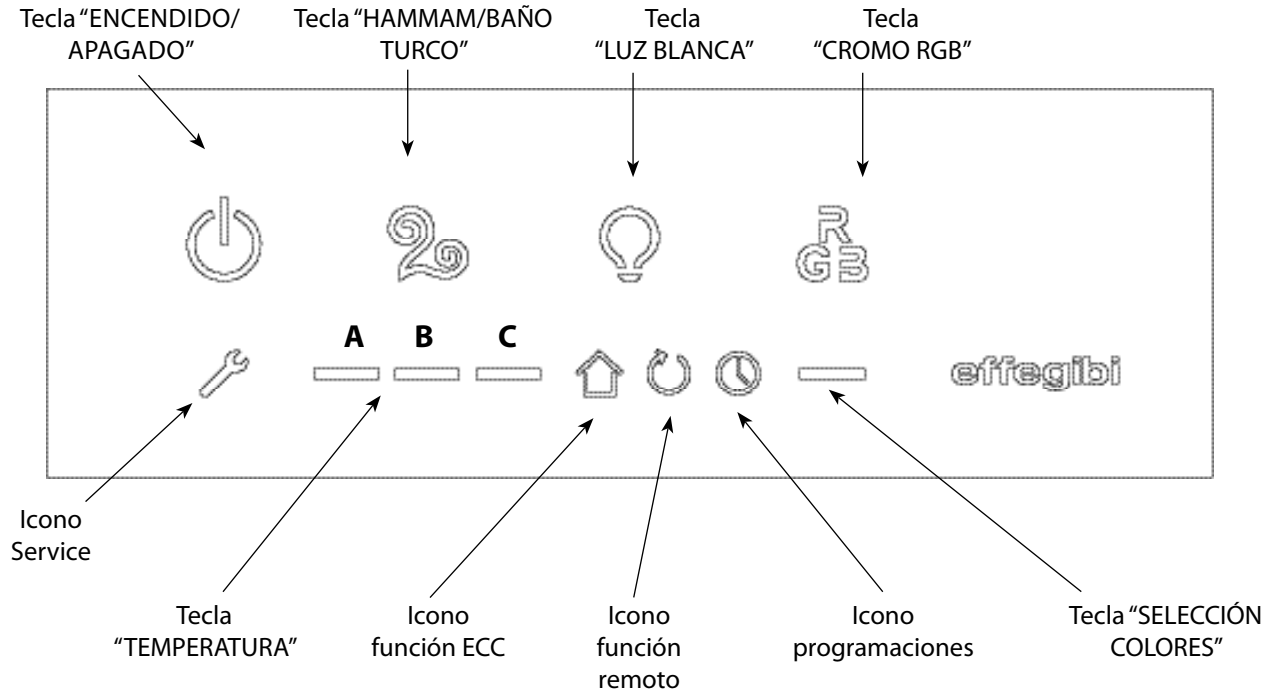 Tecla “ENCENDIDO/
APAGADO”
Tecla “HAMMAM/BAÑO
TURCO”
Tecla
“LUZ BLANCA”
Tecla
“CROMO RGB”
R
GB
A B C
effegibi
Icono
Service
Tecla
“TEMPERATURA”
Icono
función ECC
Icono
función
remoto
Icono
programaciones
Tecla “SELECCIÓN
COLORES”